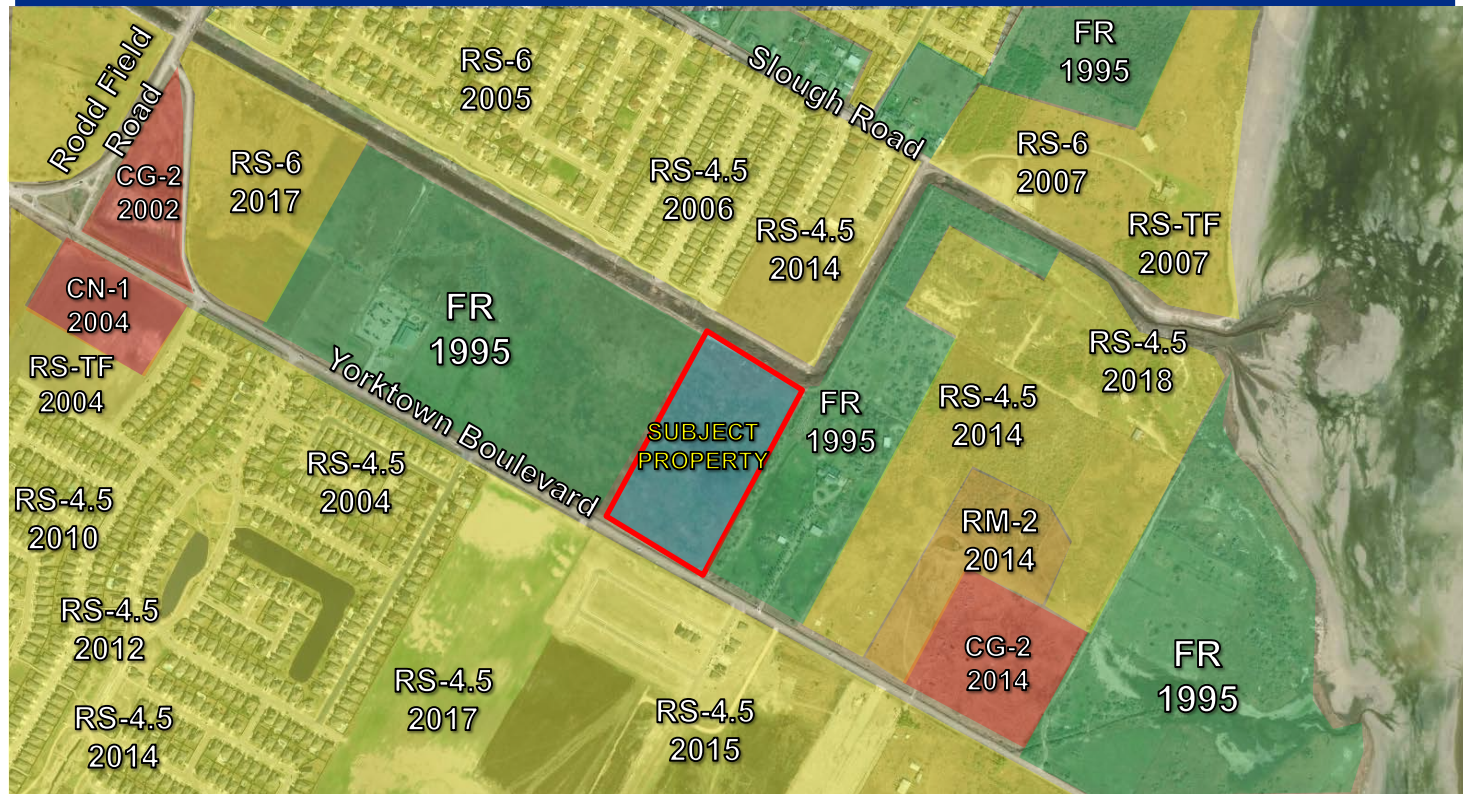 Rodd Field
Road
RS-6
2005
Slough Road
FR
1995
CG-2
2002
RS-6
2017
RS-4.5
2006
RS-4.5
2014
RS-6
2007
RS-TF
2007
CN-1
2004
RS-TF
2004
FR
1995
Yorktown Boulevard
SUBJECT
PROPERTY
FR
1995
RS-4.5
2014
RS-4.5
2018
RS-4.5
2010
RS-4.5
2004
RM-2
2014
RS-4.5
2012
RS-4.5
2014
RS-4.5
2017
RS-4.5
2015
CG-2
2014
FR
1995